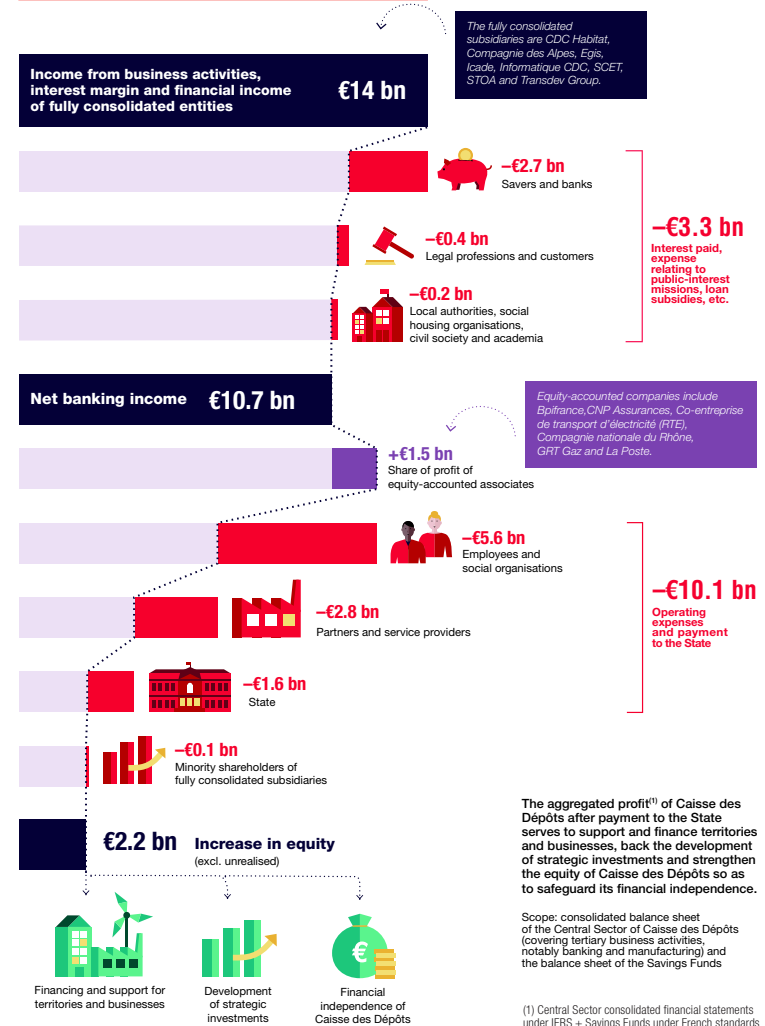 The fully consolidated
subsidiaries are CDC Habitat,
Compagnie des Alpes, Egis,
Icade, Informatique CDC, SCET,
STOA and Transdev Group.
Income from business activities,
interest margin and financial income
of fully consolidated entities
€14 bn
–€2.7 bn
Savers and banks
–€0.4 bn
Legal professions and customers
–€0.2 bn
Local authorities, social
housing organisations,
civil society and academia
–€3.3 bn
Interest paid,
expense
relating to
public-interest
missions, loan
subsidies, etc.
Net banking income €10.7 bn
Equity-accounted companies include
Bpifrance,CNP Assurances, Co-entreprise
de transport d'électricité (RTE),
Compagnie nationale du Rhône,
GRT Gaz and La Poste.
+€1.5 bn
Share of profit of
equity-accounted associates
–€5.6 bn
Employees and
social organisations
–€2.8 bn
Partners and service providers
–€1.6 bn
State
–€10.1 bn
Operating
expenses
and payment
to the State
–€0.1 bn
Minority shareholders of
fully consolidated subsidiaries
€2.2 bn Increase in equity
(excl. unrealised)
€
Financing and support for
territories and businesses
Development
of strategic
investments
Financial
independence of
Caisse des Dépôts
The aggregated profit(1) of Caisse des
Dépôts after payment to the State
serves to support and finance territories
and businesses, back the development
of strategic investments and strengthen
the equity of Caisse des Dépôts so as
to safeguard its financial independence.
Scope: consolidated balance sheet
of the Central Sector of Caisse des Dépôts
(covering tertiary business activities,
notably banking and manufacturing) and
the balance sheet of the Savings Funds
(1) Central Sector consolidated financial statements
under IFRS + Savings Funds under French standards